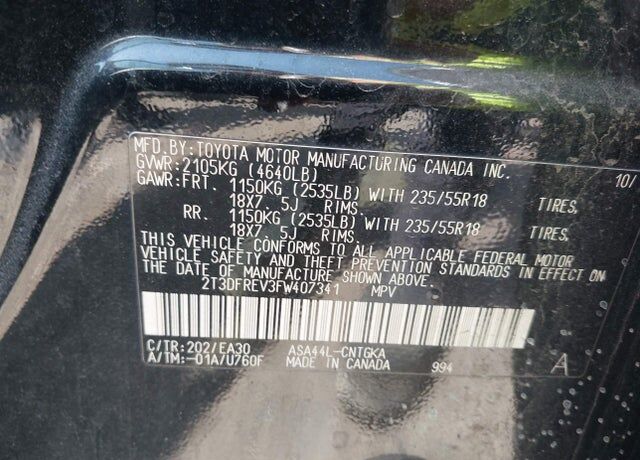 MFD.BY:TOYOTA MOTOR MANUFACTURING CANADA INC. 10/
GVWR:2105KG (4640LB)
GAWR:FRT. 1150KG (2535LB) WITH 235/55R18 TIRES,
18X7. 5J RIMS.
RR. 1150KG (2535LB) WITH 235/55R18 TIRES,
18X7. 5J RIMS.
THIS VEHICLE CONFORMS TO ALL APPLICABLE FEDERAL MOTOR
VEHICLE SAFETY AND THEFT PREVENTION STANDARDS IN EFFECT
THE DATE OF MANUFACTURE SHOWN ABOVE.
2T3DFREV3FW407341 MPV
C/TR:202/EA30 ASA44L-CNTGKA
A/TM:-01A/U760F MADE IN CANADA 994 A